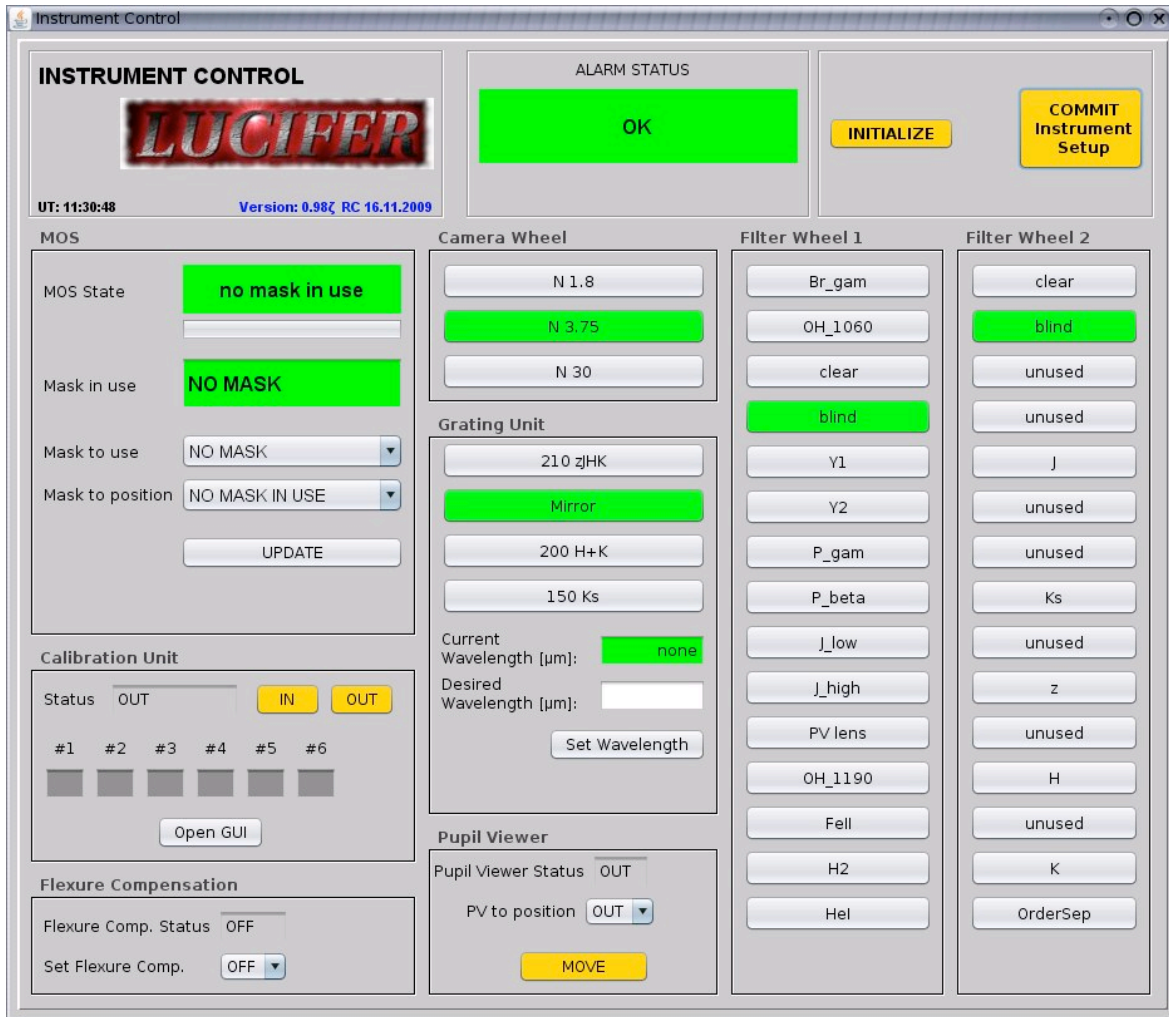 Instrument Control
INSTRUMENT CONTROL
LUCIFER
UT: 11:30:48
Version: 0.98ζ RC 16.11.2009
ALARM STATUS
OK
INITIALIZE
COMMIT
Instrument
Setup
MOS
MOS State
no mask in use
Mask in use
NO MASK
Mask to use
NO MASK
Mask to position
NO MASK IN USE
UPDATE
Calibration Unit
Status OUT
IN
OUT
#1 #2 #3 #4 #5 #6
Open GUI
Flexure Compensation
Flexure Comp. Status OFF
Set Flexure Comp. OFF
Camera Wheel
N 1.8
N 3.75
N 30
Grating Unit
210 zJHK
Mirror
200 H+K
150 Ks
Current
Wavelength [µm]:
none
Desired
Wavelength [µm]:
Set Wavelength
Pupil Viewer
Pupil Viewer Status OUT
PV to position OUT
MOVE
FIlter Wheel 1
Br_gam
OH_1060
clear
blind
Y1
Y2
P_gam
P_beta
J_low
J_high
PV lens
OH_1190
FeII
H2
HeI
Filter Wheel 2
clear
blind
unused
unused
J
unused
unused
Ks
unused
z
unused
H
unused
K
OrderSep